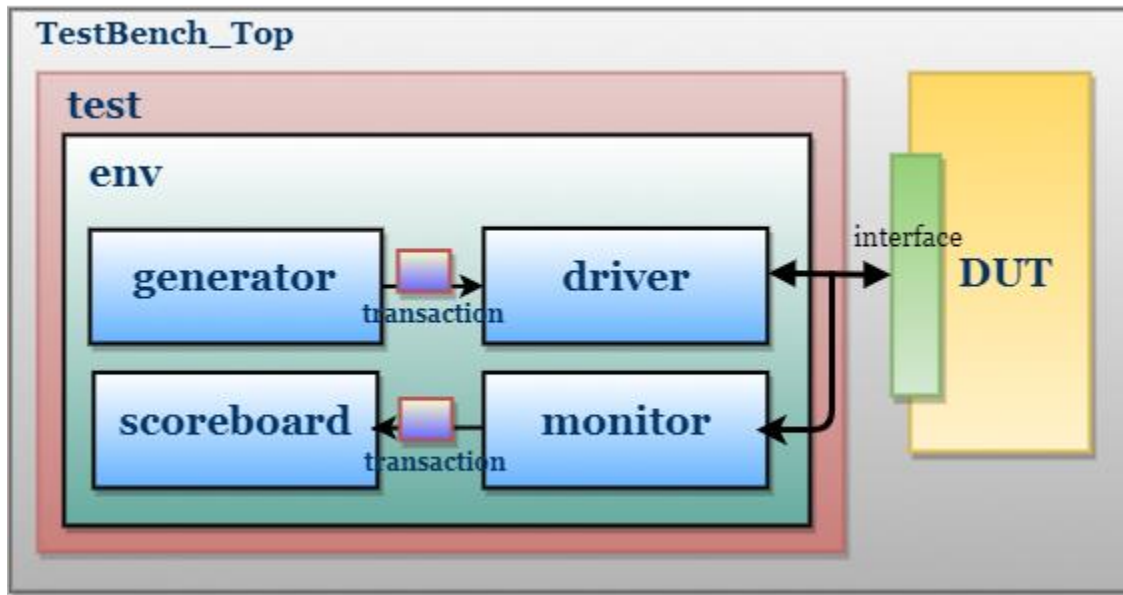 TestBench_Top
test
env
generator
transaction
driver
interface
DUT
scoreboard
transaction
monitor